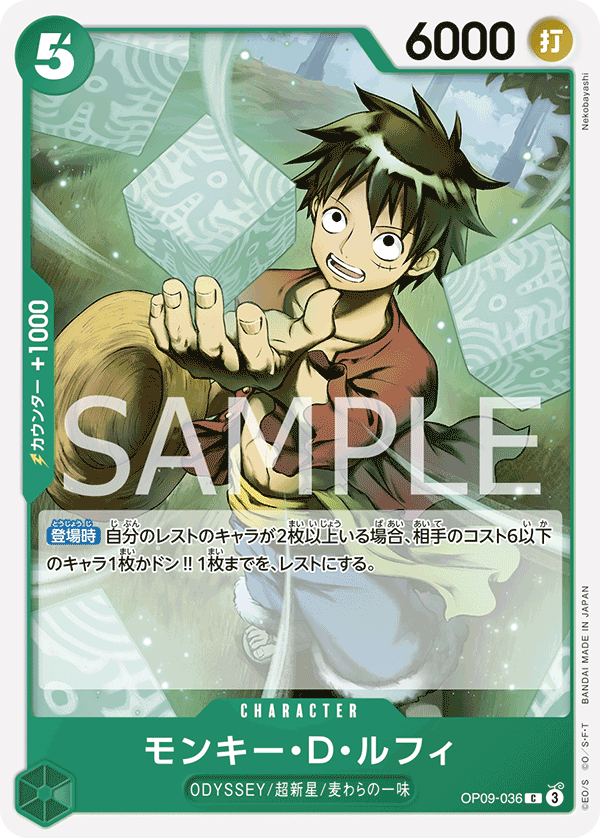 5
6000
打
Nekobayashi
カウンター +1000
SAMPLE
登場時 自分のレストのキャラが2枚以上いる場合、相手のコスト6以下
のキャラ1枚かドン!!1枚までを、レストにする。
CHARACTER
モンキー・D・ルフィ
ODYSSEY/超新星/麦わらの一味
OP09-036 C 3
©E.O/S ©O/S・F・T BANDAI MADE IN JAPAN